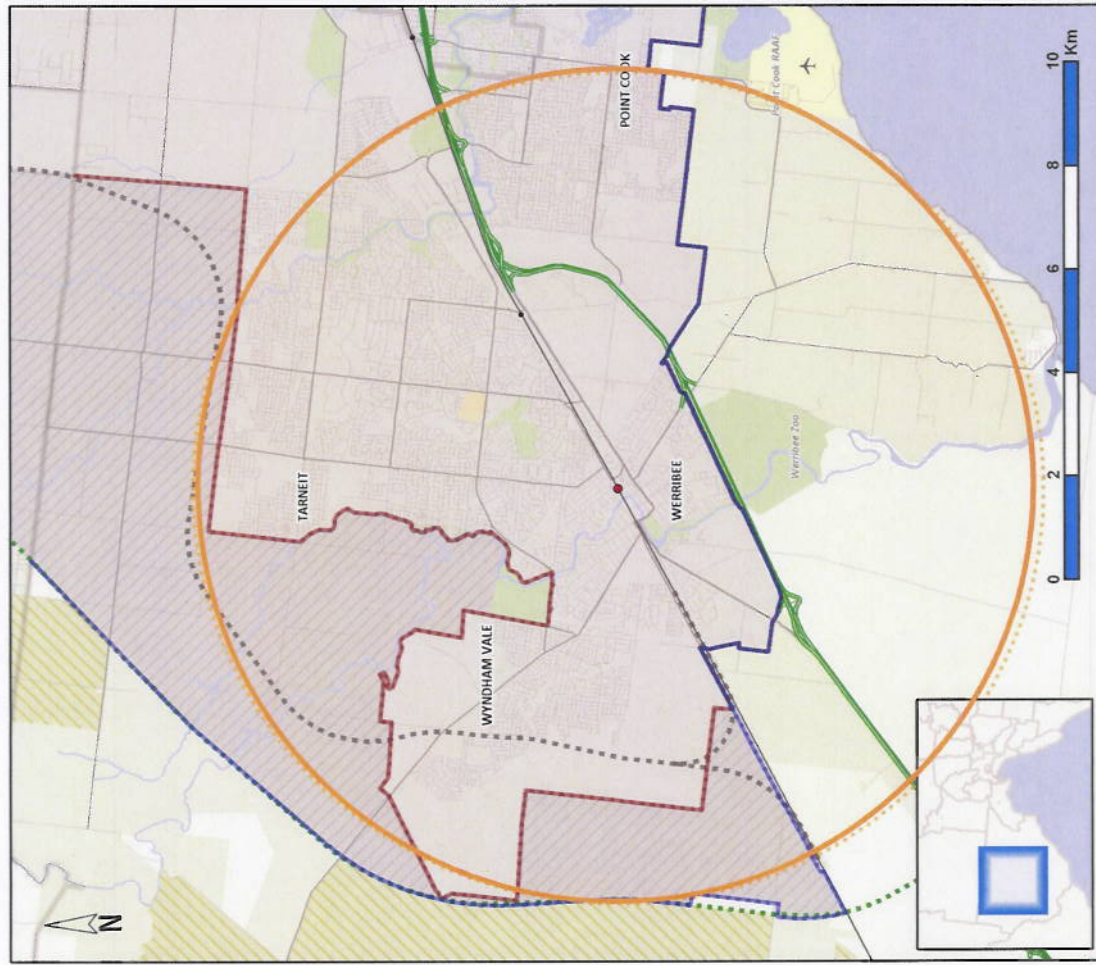 N
TARNEIT
WYNDHAM VALE
POINT COOK
WERRIBEE
Point Cook RAAF
Werribee Zoo
0 2 4 6 8 10
Km